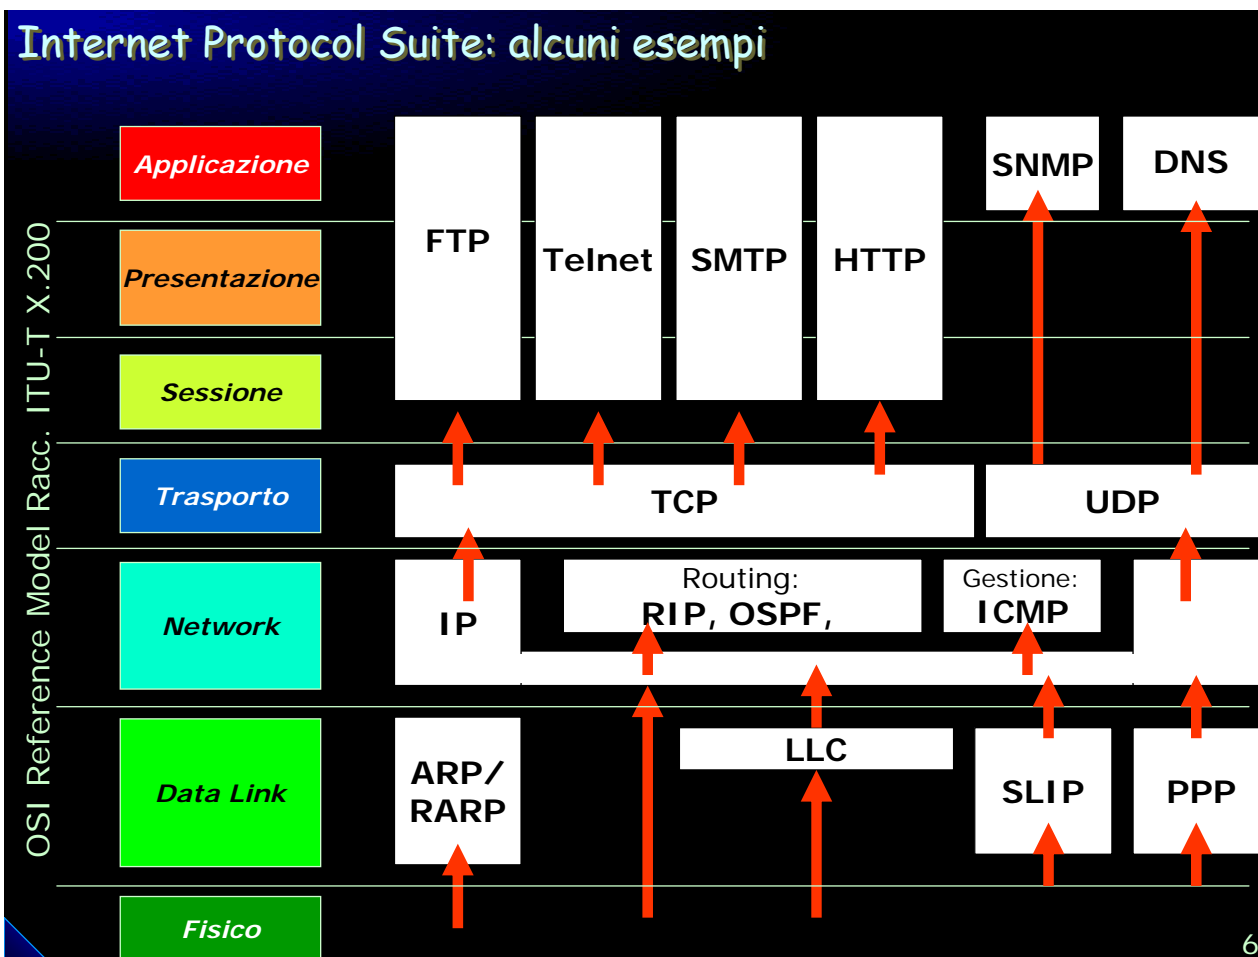 Internet Protocol Suite: alcuni esempi
OSI Reference Model Racc. ITU-T X.200
Applicazione
Presentazione
Sessione
Trasporto
Network
Data Link
Fisico
FTP
Telnet
SMTP
HTTP
SNMP
DNS
TCP
UDP
IP
Routing:
RIP, OSPF,
Gestione:
ICMP
ARP/
RARP
LLC
SLIP
PPP
6